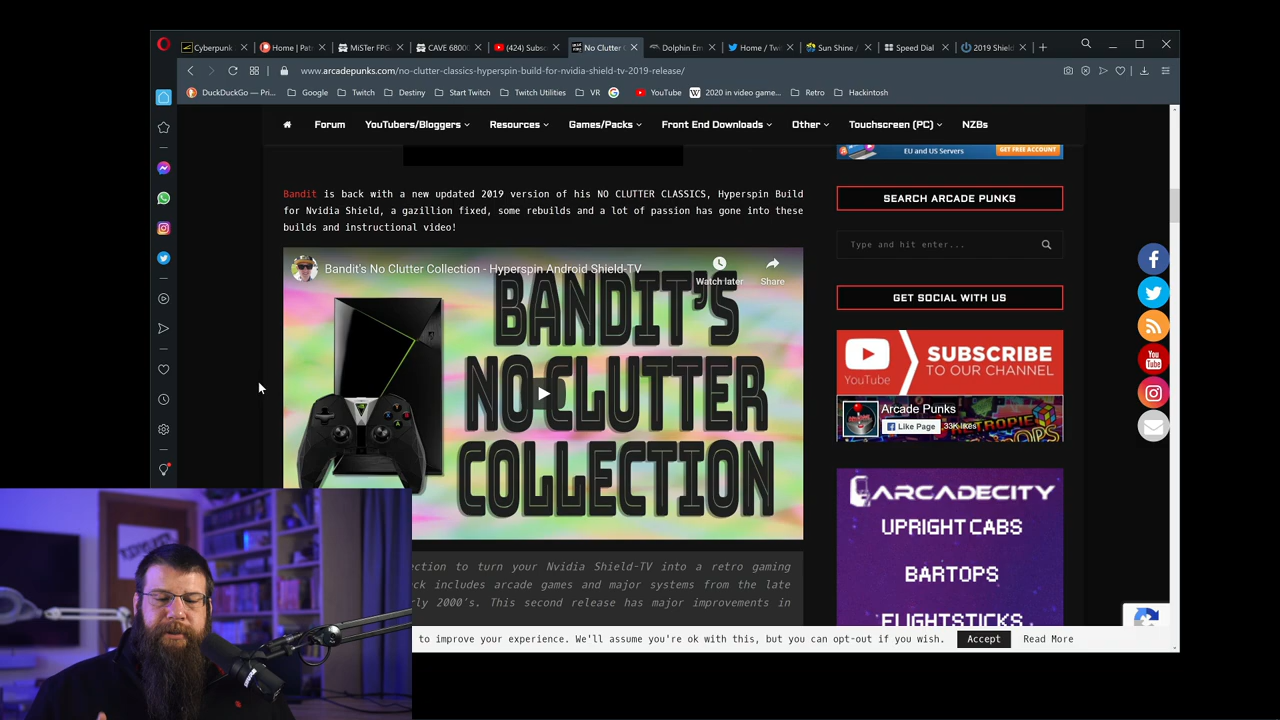 Cyberpunk
Home | Pat
MiSTer FPG
CAVE 6800
(424) Subsc
No Clutter C
Dolphin Em
Home / Twi
Sun Shine /
Speed Dial
2019 Shield
www.arcadepunks.com/no-clutter-classics-hyperspin-build-for-nvidia-shield-tv-2019-release/
DuckDuckGo — Pri...
Google
Twitch
Destiny
Start Twitch
Twitch Utilities
VR
G
YouTube
W
2020 in video game...
Retro
Hackintosh
Forum
YouTubers/Bloggers
Resources
Games/Packs
Front End Downloads
Other
Touchscreen (PC)
NZBs
EU and US Servers
GET FREE ACCOUNT
Bandit is back with a new updated 2019 version of his NO CLUTTER CLASSICS, Hyperspin Build
for Nvidia Shield, a gazillion fixed, some rebuilds and a lot of passion has gone into these
builds and instructional video!
SEARCH ARCADE PUNKS
Type and hit enter...
GET SOCIAL WITH US
Bandit's No Clutter Collection - Hyperspin Android Shield-TV
Watch later
Share
BANDIT'S
NO CLUTTER
COLLECTION
YouTube
SUBSCRIBE
TO OUR CHANNEL
Arcade Punks
Like Page
33K likes
You
Tube
ARCADECITY
UPRIGHT CABS
BARTOPS
FLIGHTSTICKS
ection to turn your Nvidia Shield-TV into a retro gaming
ck includes arcade games and major systems from the late
rly 2000's. This second release has major improvements in
to improve your experience. We'll assume you're ok with this, but you can opt-out if you wish.
Accept
Read More